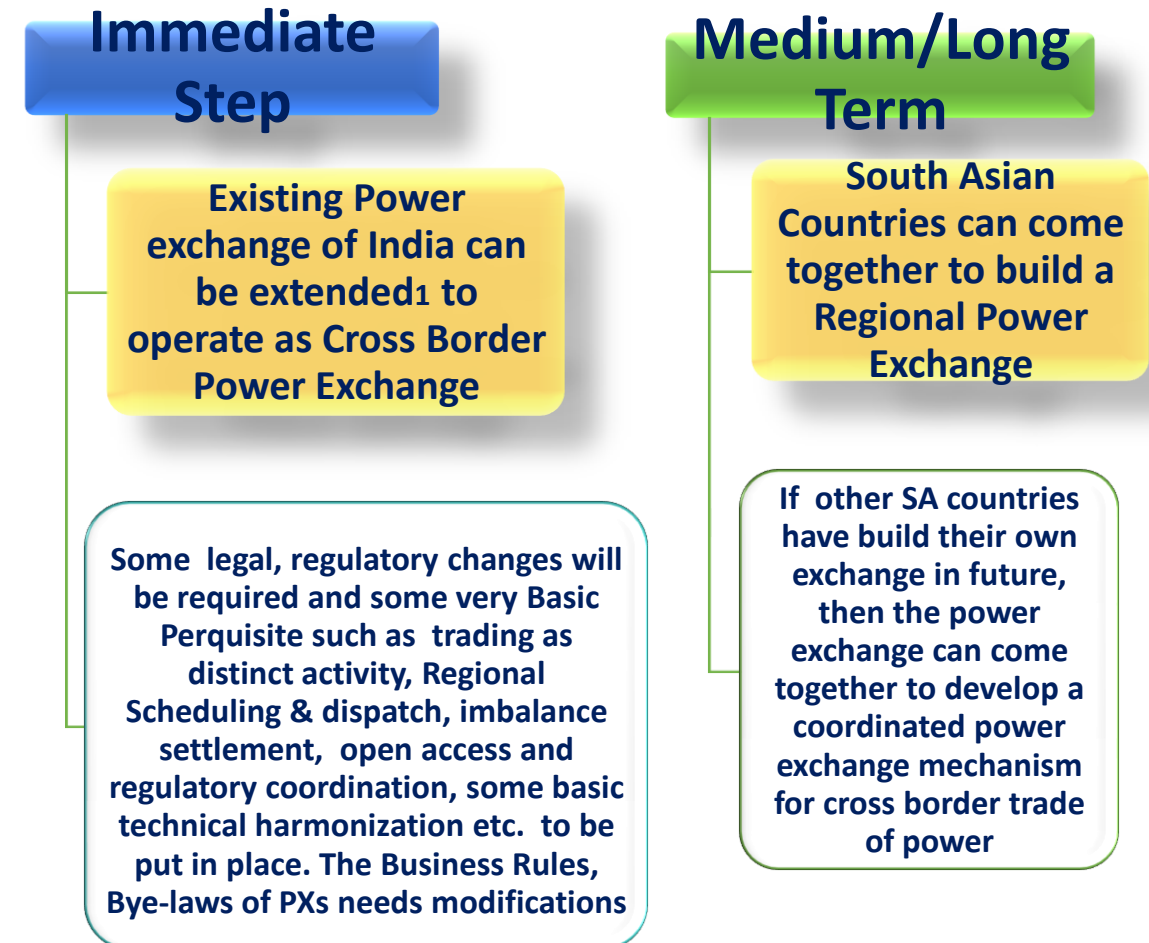 Immediate
Step
Existing Power
exchange of India can
be extended1 to
operate as Cross Border
Power Exchange
Some legal, regulatory changes will
be required and some very Basic
Perquisite such as trading as
distinct activity, Regional
Scheduling & dispatch, imbalance
settlement, open access and
regulatory coordination, some basic
technical harmonization etc. to be
put in place. The Business Rules,
Bye-laws of PXs needs modifications
Medium/Long
Term
South Asian
Countries can come
together to build a
Regional Power
Exchange
If other SA countries
have build their own
exchange in future,
then the power
exchange can come
together to develop a
coordinated power
exchange mechanism
for cross border trade
of power